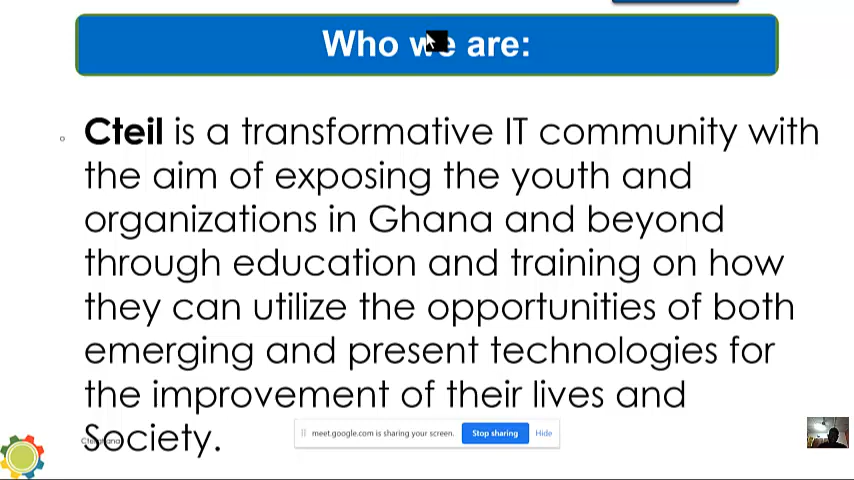 Who we are:
Cteil is a transformative IT community with
the aim of exposing the youth and
organizations in Ghana and beyond
through education and training on how
they can utilize the opportunities of both
emerging and present technologies for
the improvement of their lives and
Society.
meet.google.com is sharing your screen. Stop sharing Hide